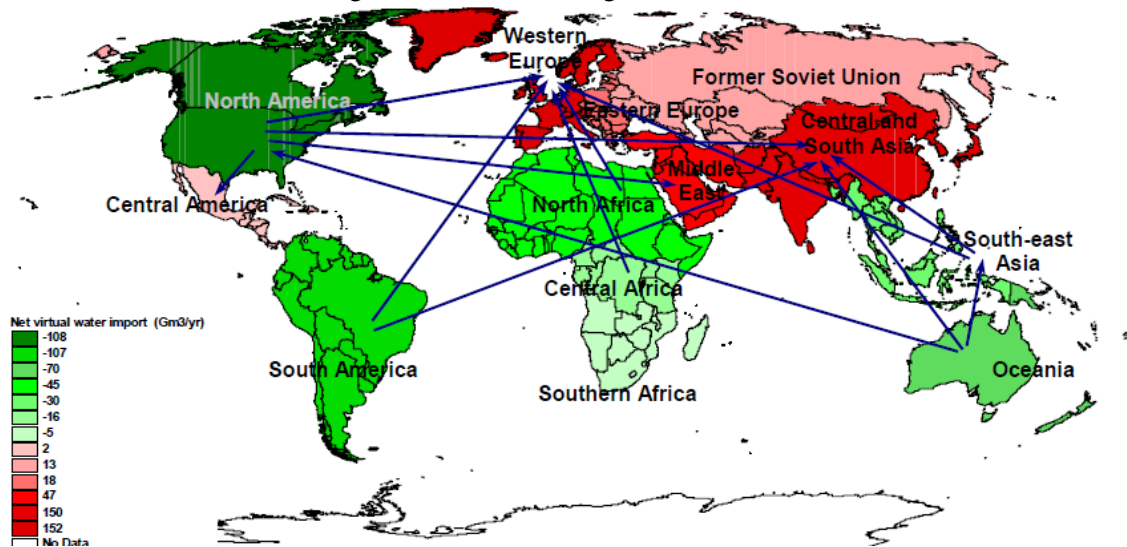 Western
Europe
Former Soviet Union
North America
Eastern Europe
Central and
South Asia
Middle
East
Central America
North Africa
South-east
Asia
Central Africa
South America
Oceania
Southern Africa
Net virtual water import (Gm3/yr)
-108
-107
-70
-45
-30
-16
-5
2
13
18
47
150
152
No Data